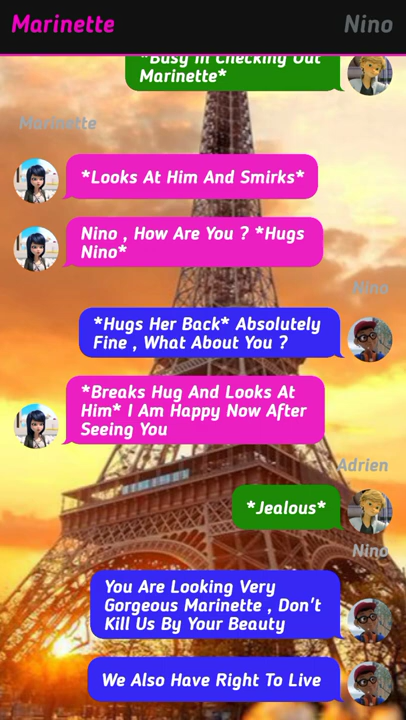 Marinette
Nino
*Busy In Checking Out
Marinette*
Marinette
*Looks At Him And Smirks*
Nino , How Are You ? *Hugs
Nino*
Nino
*Hugs Her Back* Absolutely
Fine , What About You ?
*Breaks Hug And Looks At
Him* I Am Happy Now After
Seeing You
Adrien
*Jealous*
Nino
You Are Looking Very
Gorgeous Marinette , Don't
Kill Us By Your Beauty
We Also Have Right To Live